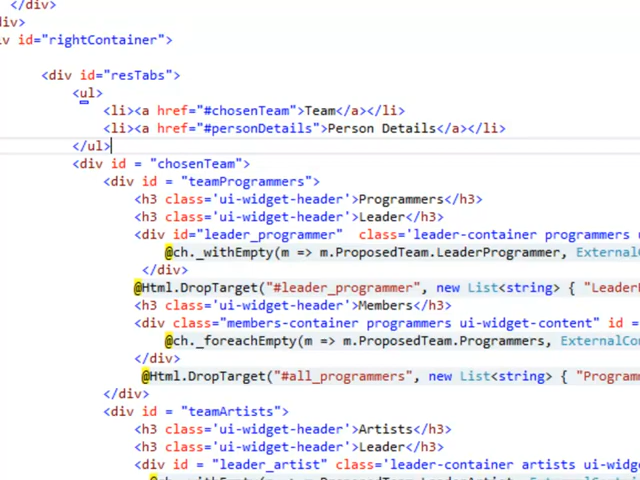 </div>
div>
iv id="rightContainer">
<div id="resTabs">
<ul>
<li><a href="#chosenTeam">Team</a></li>
<li><a href="#personDetails">Person Details</a></li>
</ul>
<div id = "chosenTeam">
<div id = "teamProgrammers">
<h3 class='ui-widget-header'>Programmers</h3>
<h3 class='ui-widget-header'>Leader</h3>
<div id="leader_programmer"  class='leader-container programmers u
@ch._withEmpty(m => m.ProposedTeam.LeaderProgrammer, ExternalC
</div>
@Html.DropTarget("#leader_programmer", new List<string> { "Leader
<h3 class='ui-widget-header'>Members</h3>
<div class="members-container programmers ui-widget-content" id =
@ch._foreachEmpty(m => m.ProposedTeam.Programmers, ExternalCo
</div>
@Html.DropTarget("#all_programmers", new List<string> { "Program
</div>
<div id = "teamArtists">
<h3 class='ui-widget-header'>Artists</h3>
<h3 class='ui-widget-header'>Leader</h3>
<div id = "leader_artist" class='leader-container artists ui-widg